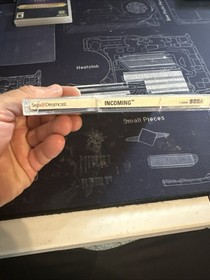 Heatsink
Sega Dreamcast
INCOMING™
SEGA
Small Pieces